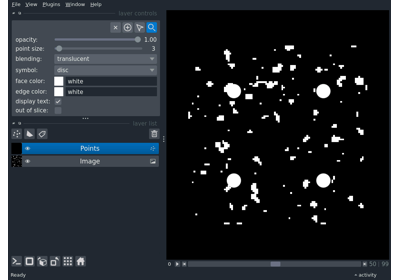 File View Plugins Window Help
layer controls
opacity: 1.00
point size: 3
blending: translucent
symbol: disc
face color: white
edge color: white
display text:
out of slice:
layer list
Points
Image
50 99
activity